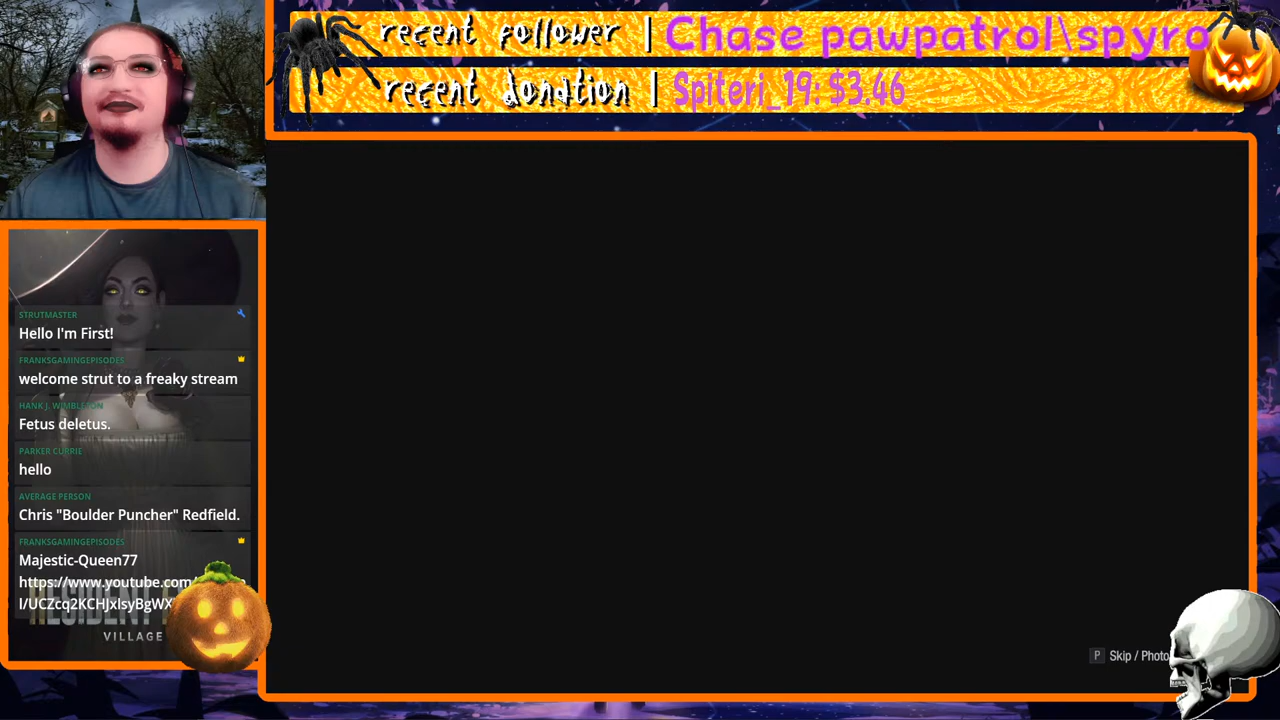 recent follower | Chase pawpatrol\spyro
recent donation | Spiteri_19: $3.46
STRUTMASTER
Hello I'm First!
FRANKSGAMINGEPISODES
welcome strut to a freaky stream
HANK J. WIMBLETON
Fetus deletus.
PARKER CURRIE
hello
AVERAGE PERSON
Chris "Boulder Puncher" Redfield.
FRANKSGAMINGEPISODES
Majestic-Queen77
https://www.youtube.com/
l/UCZcq2KCHJxlsyBgWX
VILLAGE
P Skip / Photo